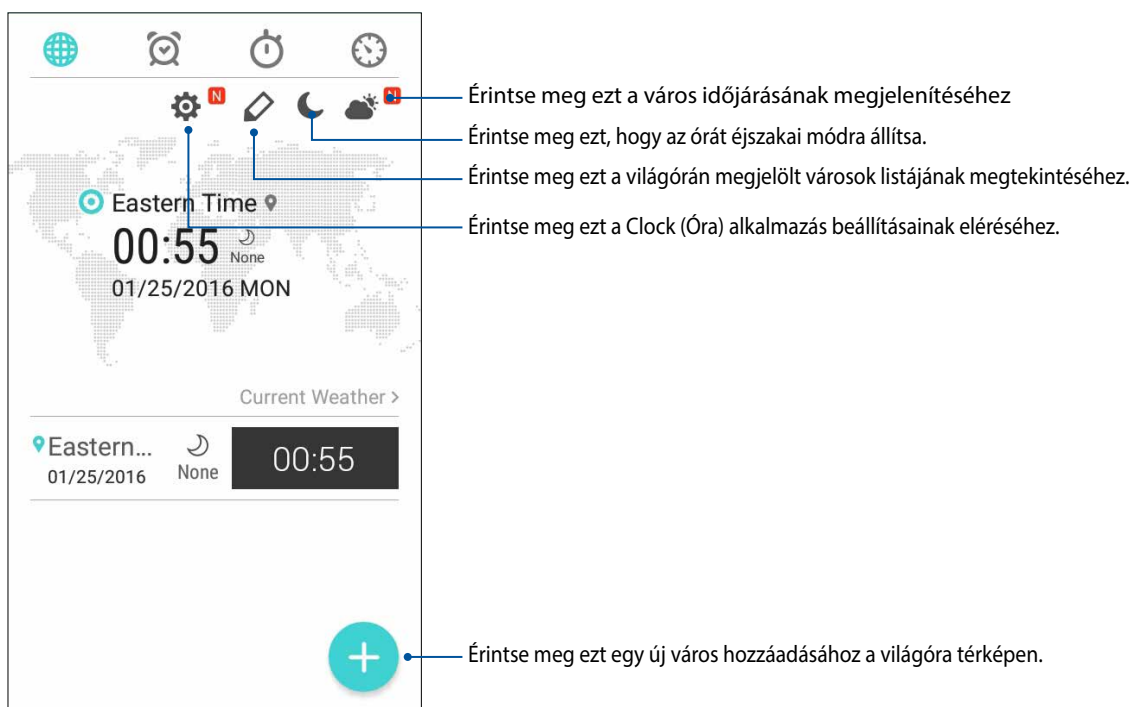 N
N
Érintse meg ezt a város időjárásának megjelenítéséhez
Érintse meg ezt, hogy az órát éjszakai módra állítsa.
Érintse meg ezt a világórán megjelölt városok listájának megtekintéséhez.
Érintse meg ezt a Clock (Óra) alkalmazás beállításainak eléréséhez.
Eastern Time
00:55
None
01/25/2016 MON
Current Weather >
Eastern...
01/25/2016
None
00:55
Érintse meg ezt egy új város hozzáadásához a világóra térképen.